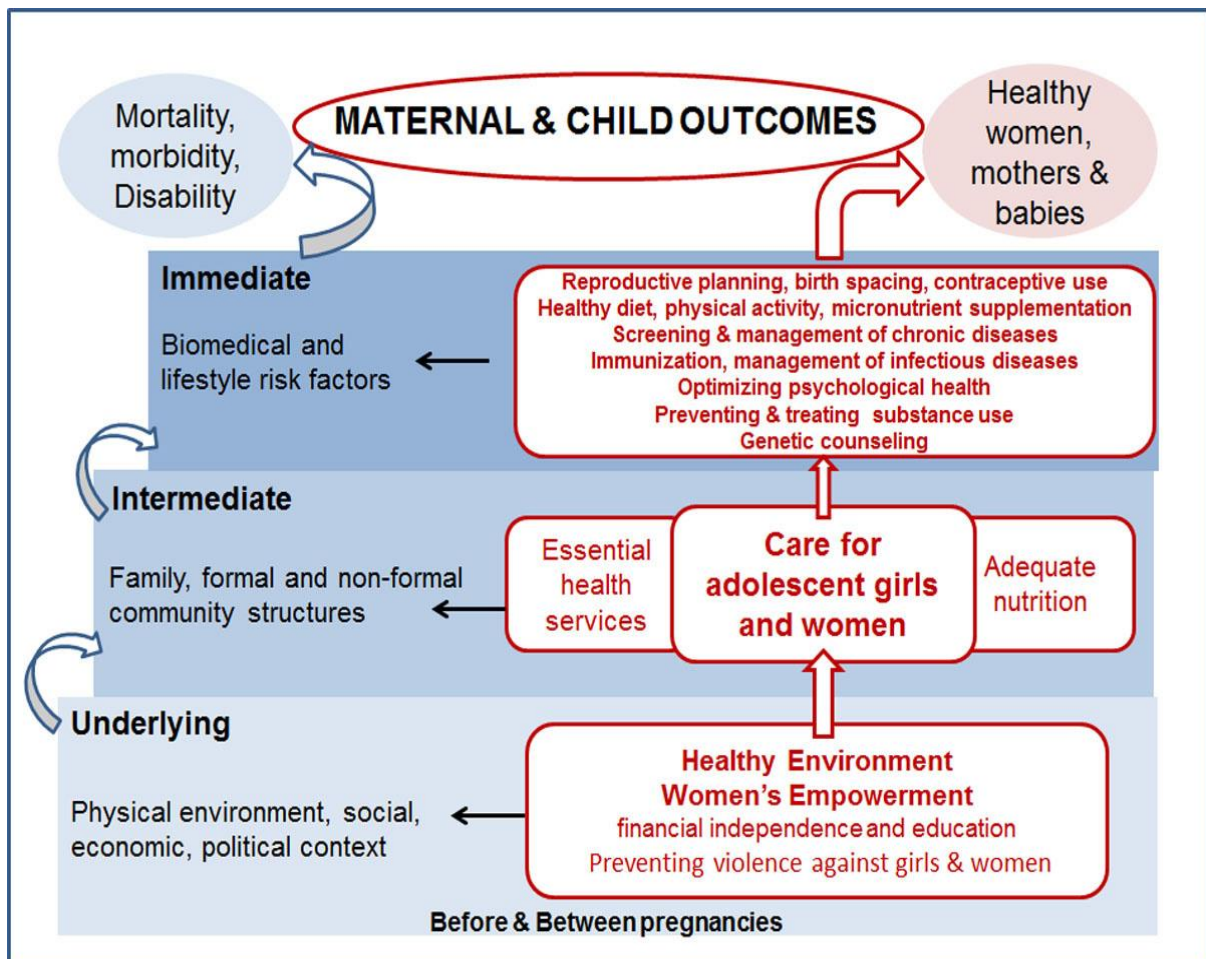 Mortality,
morbidity,
Disability
MATERNAL & CHILD OUTCOMES
Healthy
women,
mothers &
babies
Immediate
Biomedical and
lifestyle risk factors
Reproductive planning, birth spacing, contraceptive use
Healthy diet, physical activity, micronutrient supplementation
Screening & management of chronic diseases
Immunization, management of infectious diseases
Optimizing psychological health
Preventing & treating substance use
Genetic counseling
Intermediate
Family, formal and non-formal
community structures
Essential
health
services
Care for
adolescent girls
and women
Adequate
nutrition
Underlying
Physical environment, social,
economic, political context
Healthy Environment
Women's Empowerment
financial independence and education
Preventing violence against girls & women
Before & Between pregnancies